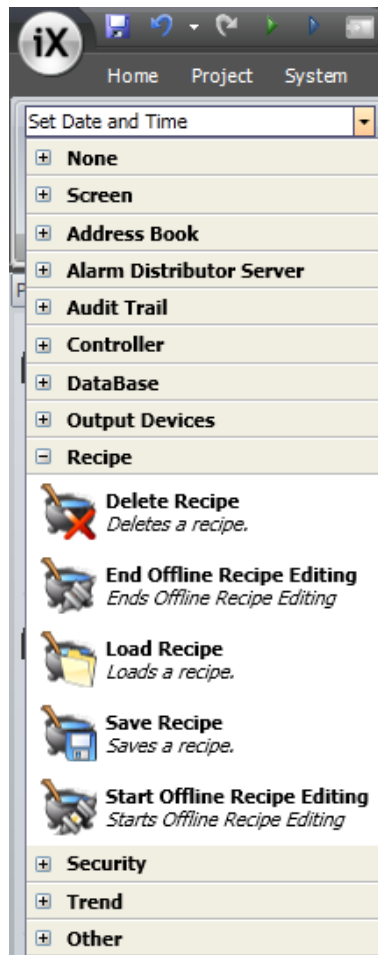 iX
Home Project System
Set Date and Time
None
Screen
Address Book
Alarm Distributor Server
Audit Trail
Controller
DataBase
Output Devices
Recipe
Delete Recipe
Deletes a recipe.
End Offline Recipe Editing
Ends Offline Recipe Editing
Load Recipe
Loads a recipe.
Save Recipe
Saves a recipe.
Start Offline Recipe Editing
Starts Offline Recipe Editing
Security
Trend
Other